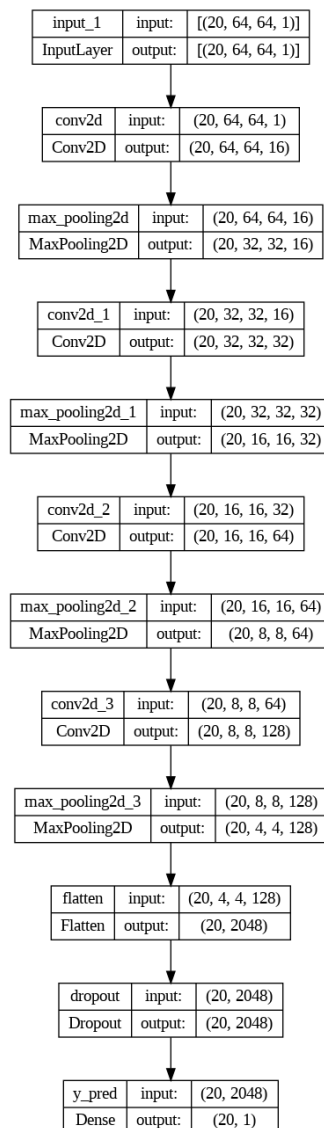 input_1 input: [(20, 64, 64, 1)]
InputLayer output: [(20, 64, 64, 1)]
conv2d input: (20, 64, 64, 1)
Conv2D output: (20, 64, 64, 16)
max_pooling2d input: (20, 64, 64, 16)
MaxPooling2D output: (20, 32, 32, 16)
conv2d_1 input: (20, 32, 32, 16)
Conv2D output: (20, 32, 32, 32)
max_pooling2d_1 input: (20, 32, 32, 32)
MaxPooling2D output: (20, 16, 16, 32)
conv2d_2 input: (20, 16, 16, 32)
Conv2D output: (20, 16, 16, 64)
max_pooling2d_2 input: (20, 16, 16, 64)
MaxPooling2D output: (20, 8, 8, 64)
conv2d_3 input: (20, 8, 8, 64)
Conv2D output: (20, 8, 8, 128)
max_pooling2d_3 input: (20, 8, 8, 128)
MaxPooling2D output: (20, 4, 4, 128)
flatten input: (20, 4, 4, 128)
Flatten output: (20, 2048)
dropout input: (20, 2048)
Dropout output: (20, 2048)
y_pred input: (20, 2048)
Dense output: (20, 1)